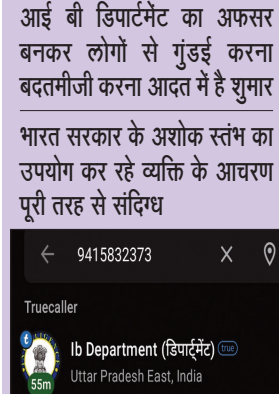 आई बी डिपार्टमेंट का अफसर
बनकर लोगों से गुंडई करना
बदतमीजी करना आदत में है शुमार
भारत सरकार के अशोक स्तंभ का
उपयोग कर रहे व्यक्ति के आचरण
पूरी तरह से संदिग्ध
9415832373
Truecaller
Ib Department (डिपार्ट्मेंट) true
Uttar Pradesh East, India
55m